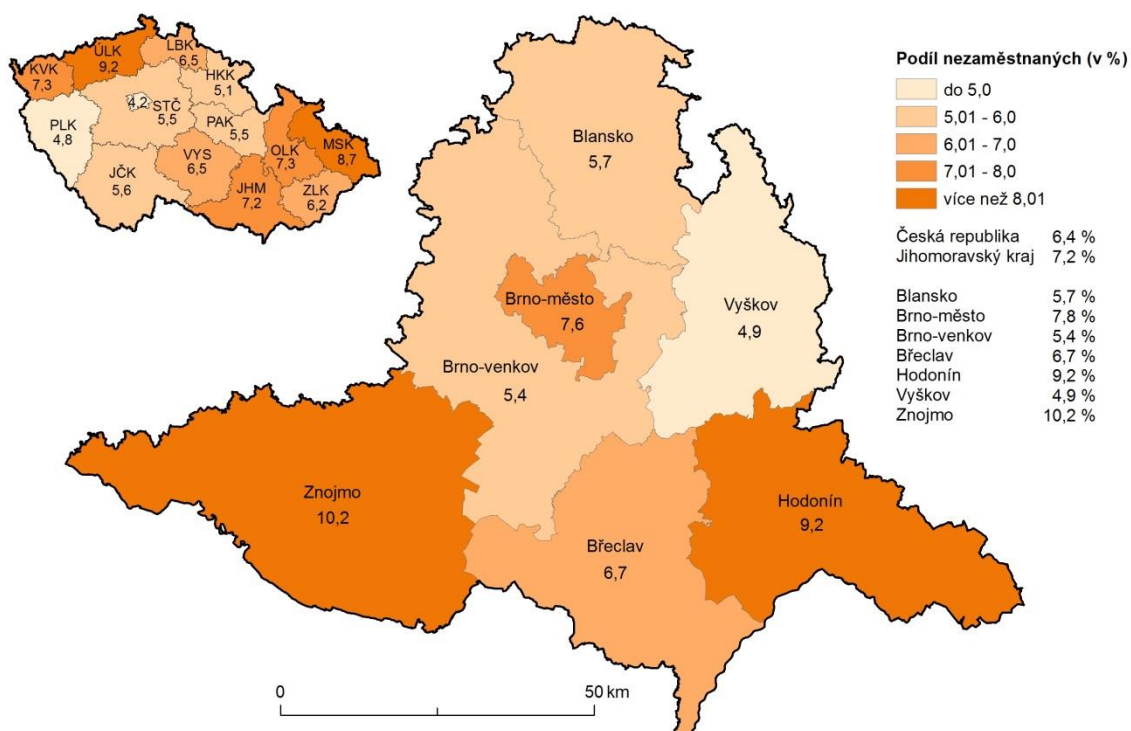 ÚLK
9,2
LBK
6,5
KVK
7,3
HKK
5,1
4,2
STČ
5,5
PLK
4,8
PAK
5,5
MSK
8,7
OLK
7,3
VYS
6,5
JČK
5,6
JHM
7,2
ZLK
6,2
Blansko
5,7
Brno-město
7,6
Vyškov
4,9
Brno-venkov
5,4
Znojmo
10,2
Hodonín
9,2
Břeclav
6,7
0 50 km
Podíl nezaměstnaných (v %)
do 5,0
5,01 - 6,0
6,01 - 7,0
7,01 - 8,0
více než 8,01
Česká republika 6,4 %
Jihomoravský kraj 7,2 %
Blansko 5,7 %
Brno-město 7,8 %
Brno-venkov 5,4 %
Břeclav 6,7 %
Hodonín 9,2 %
Vyškov 4,9 %
Znojmo 10,2 %